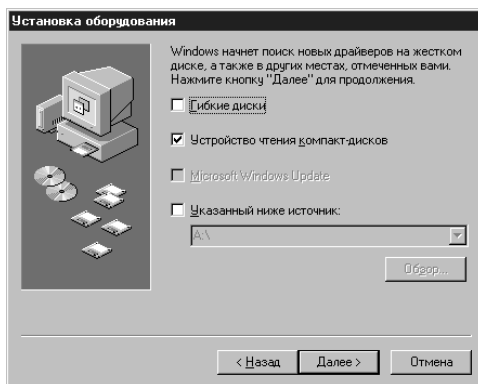 Установка оборудования
Windows начнет поиск новых драйверов на жестком
диске, а также в других местах, отмеченных вами.
Нажмите кнопку "Далее" для продолжения.
Гибкие диски
Устройство чтения компакт-дисков
Microsoft Windows Update
Указанный ниже источник:
A:\
Обзор...
< Назад
Далее >
Отмена